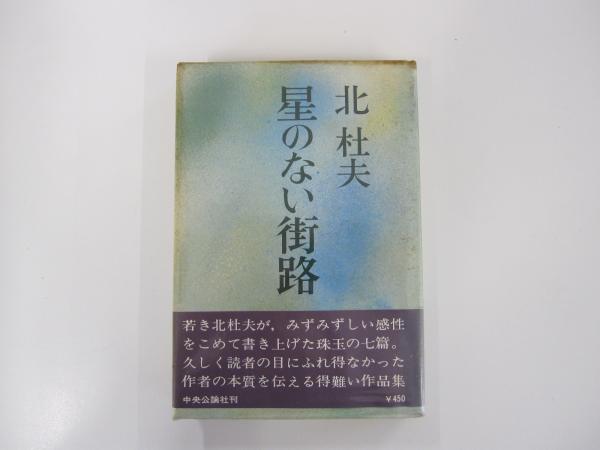 北 杜夫
星のない街路
若き北杜夫が，みずみずしい感性
をこめて書き上げた珠玉の七篇。
久しく読者の目にふれ得なかった
作者の本質を伝える得難い作品集
中央公論社刊
￥450